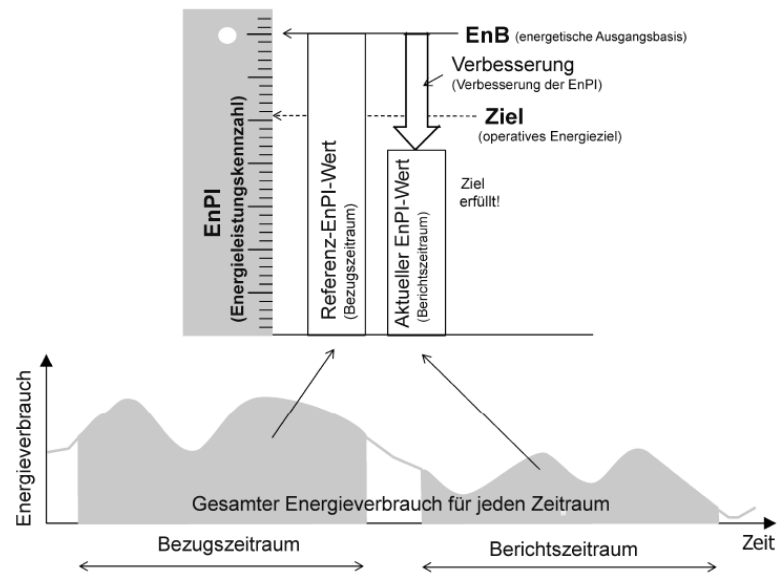 EnB (energetische Ausgangsbasis)
Verbesserung
(Verbesserung der EnPI)
Ziel
(operatives Energieziel)
Ziel
erfüllt!
EnPI
(Energieleistungskennzahl)
Referenz-EnPI-Wert
(Bezugszeitraum)
Aktueller EnPI-Wert
(Berichtszeitraum)
Energieverbrauch
Gesamter Energieverbrauch für jeden Zeitraum
Bezugszeitraum
Berichtszeitraum
Zeit